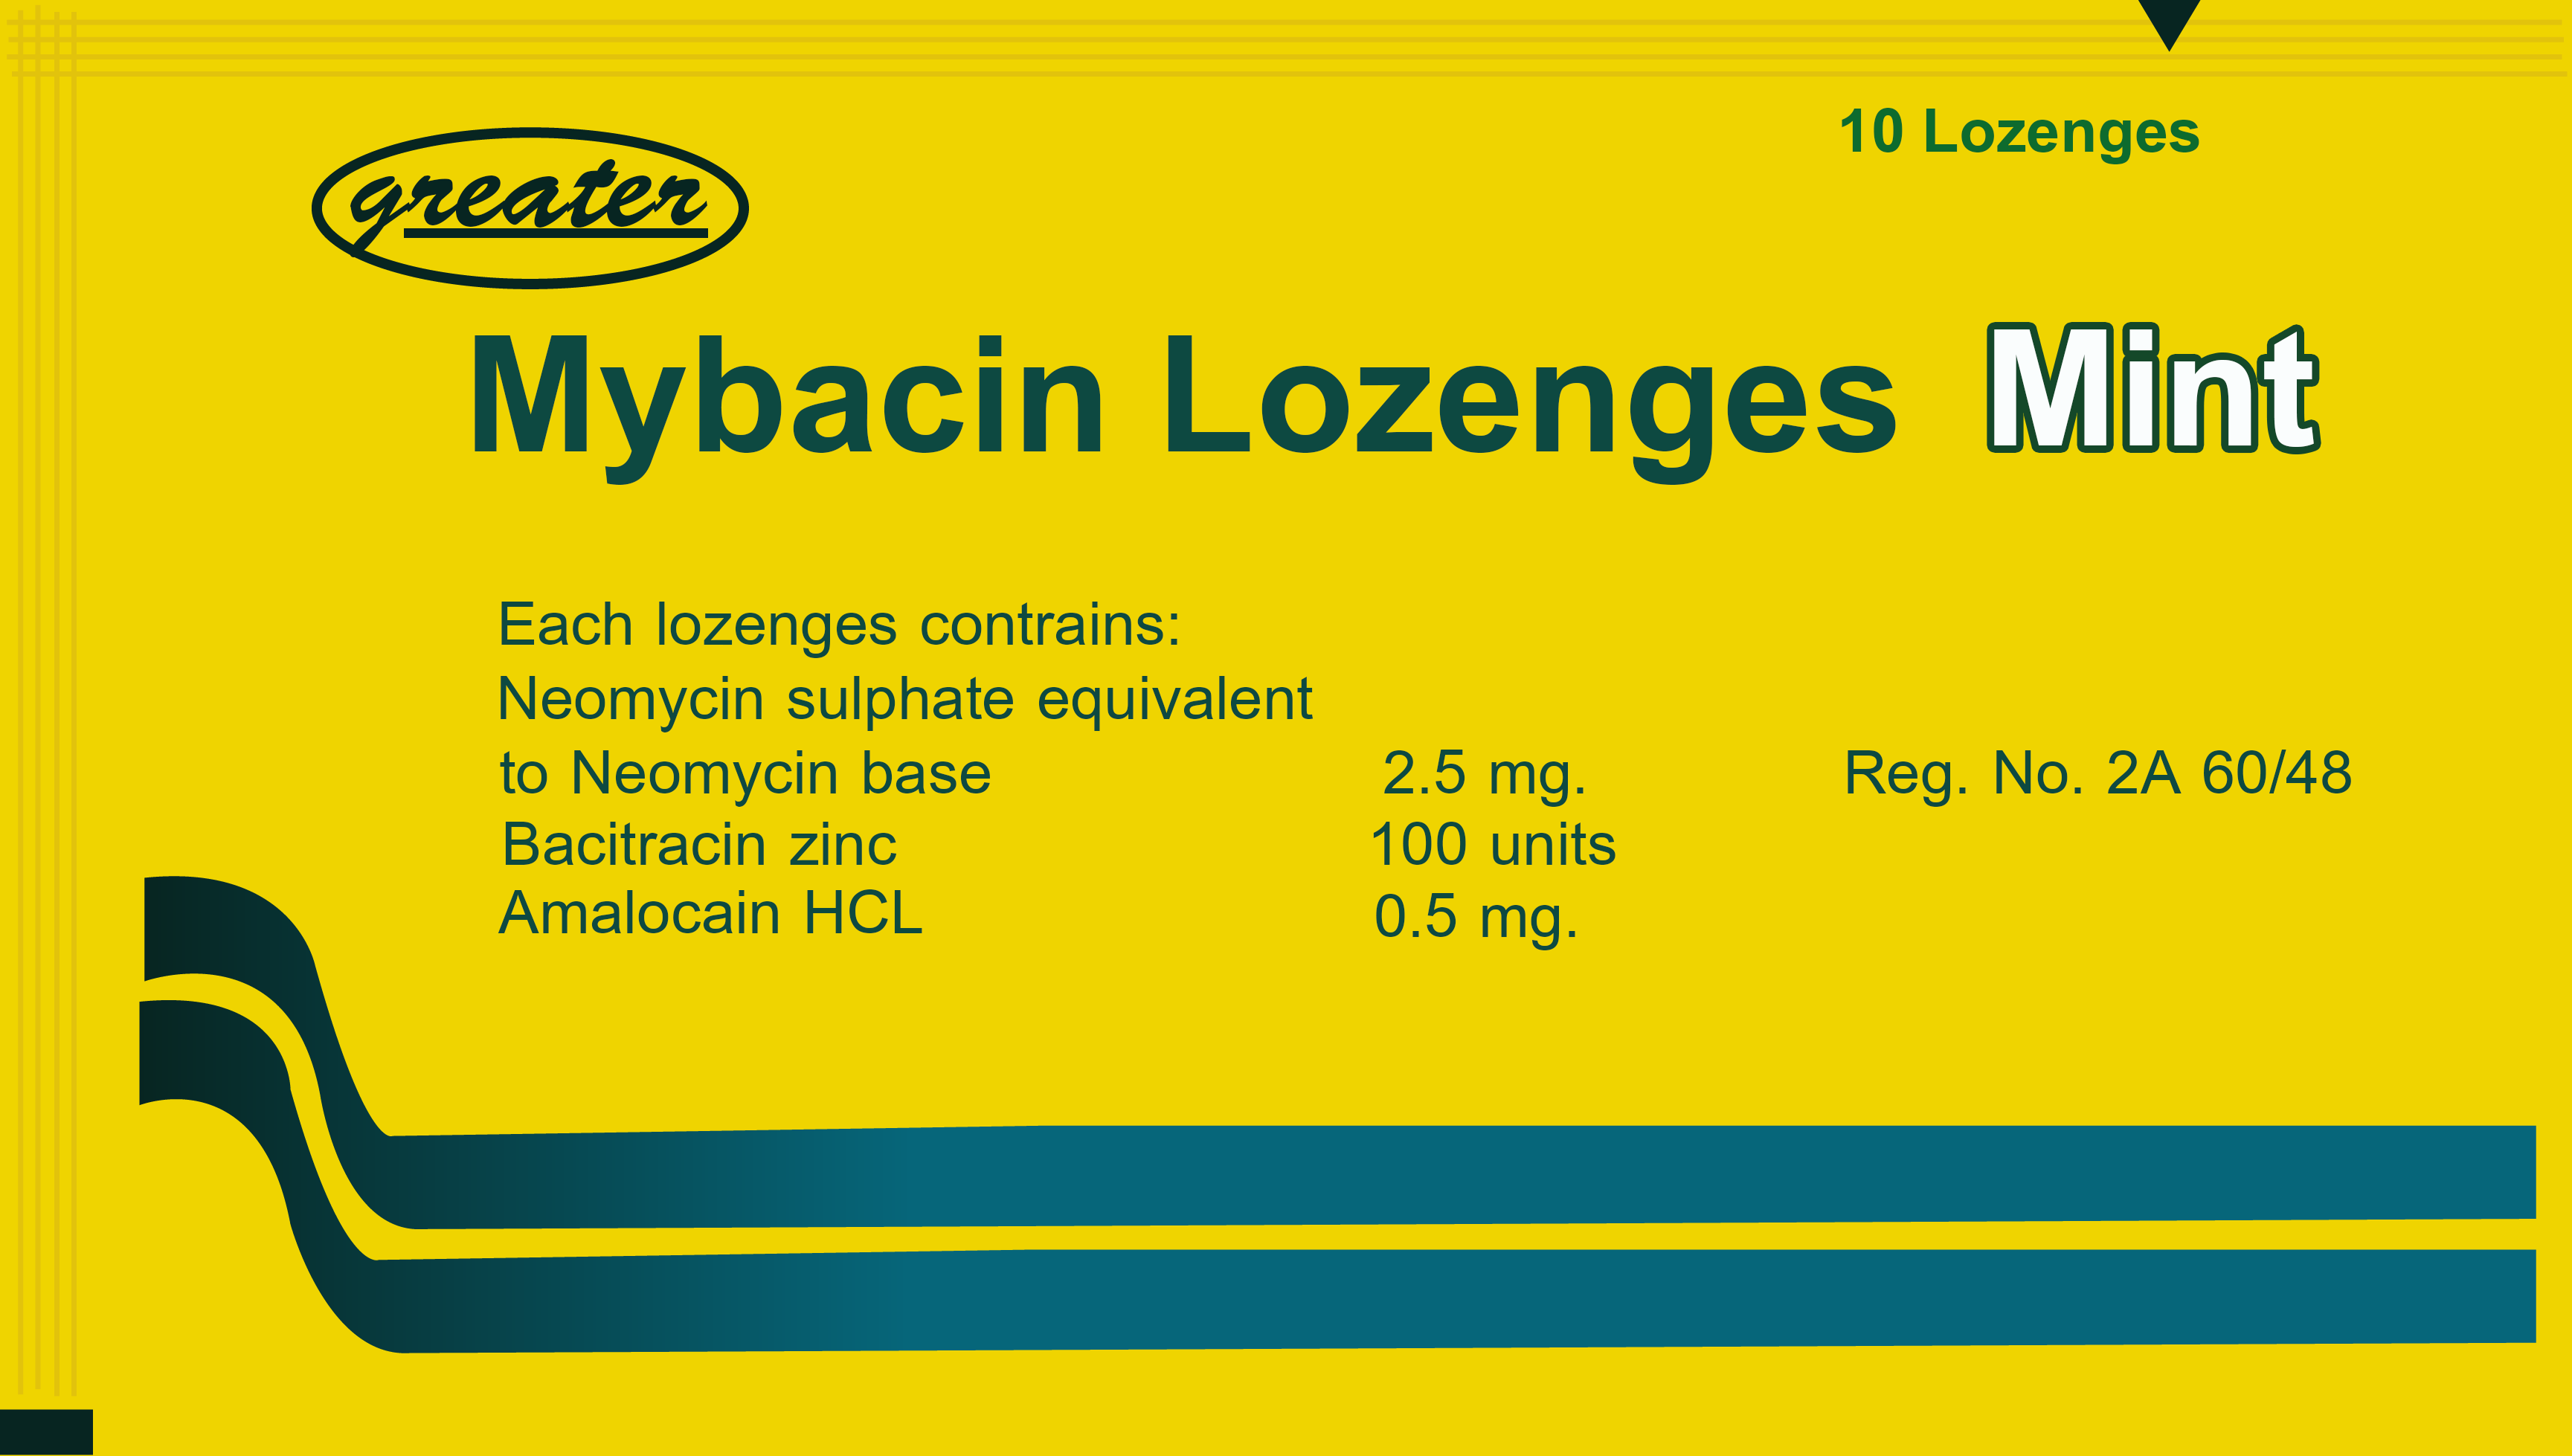 10 Lozenges
greater
Mybacin Lozenges Mint
Each lozenges contrains:
Neomycin sulphate equivalent
to Neomycin base 2.5 mg. Reg. No. 2A 60/48
Bacitracin zinc 100 units
Amalocain HCL 0.5 mg.